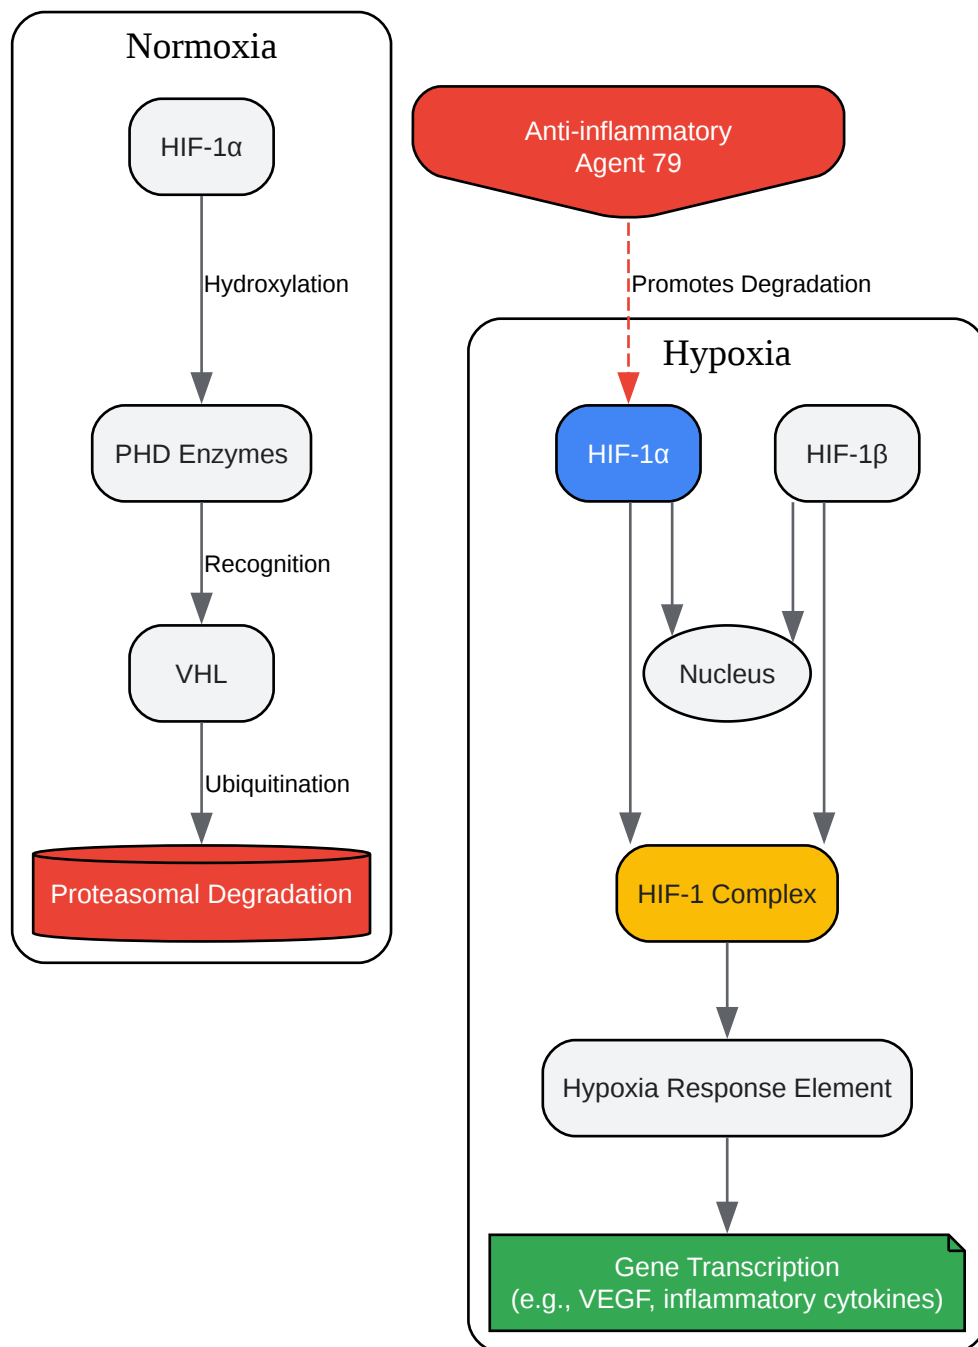 Normoxia
HIF-1α
Hydroxylation
PHD Enzymes
Recognition
VHL
Ubiquitination
Proteasomal Degradation
Anti-inflammatory
Agent 79
Promotes Degradation
Hypoxia
HIF-1α
HIF-1β
Nucleus
HIF-1 Complex
Hypoxia Response Element
Gene Transcription
(e.g., VEGF, inflammatory cytokines)